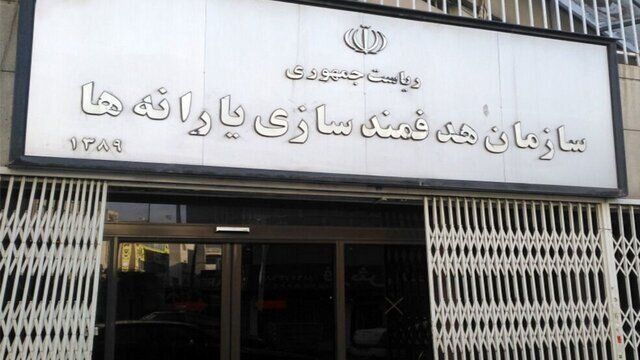 ریاست جمهوری
سازمان هدفمند سازی یارانه ها
۱۳۸۹